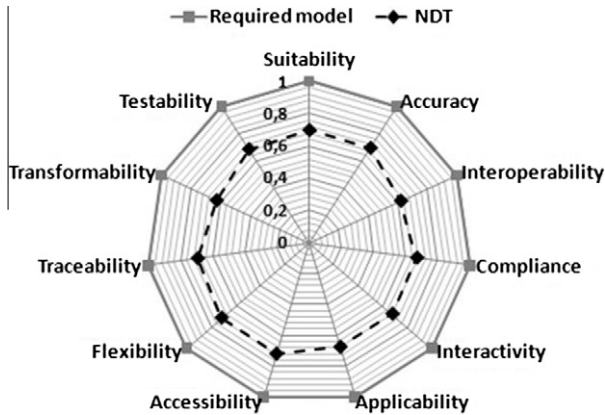 Required model NDT
Suitability
1
Testability
Accuracy
0,8
0,6
Transformability
Interoperability
0,4
0,2
0
Traceability
Compliance
Flexibility
Interactivity
Accessibility
Applicability